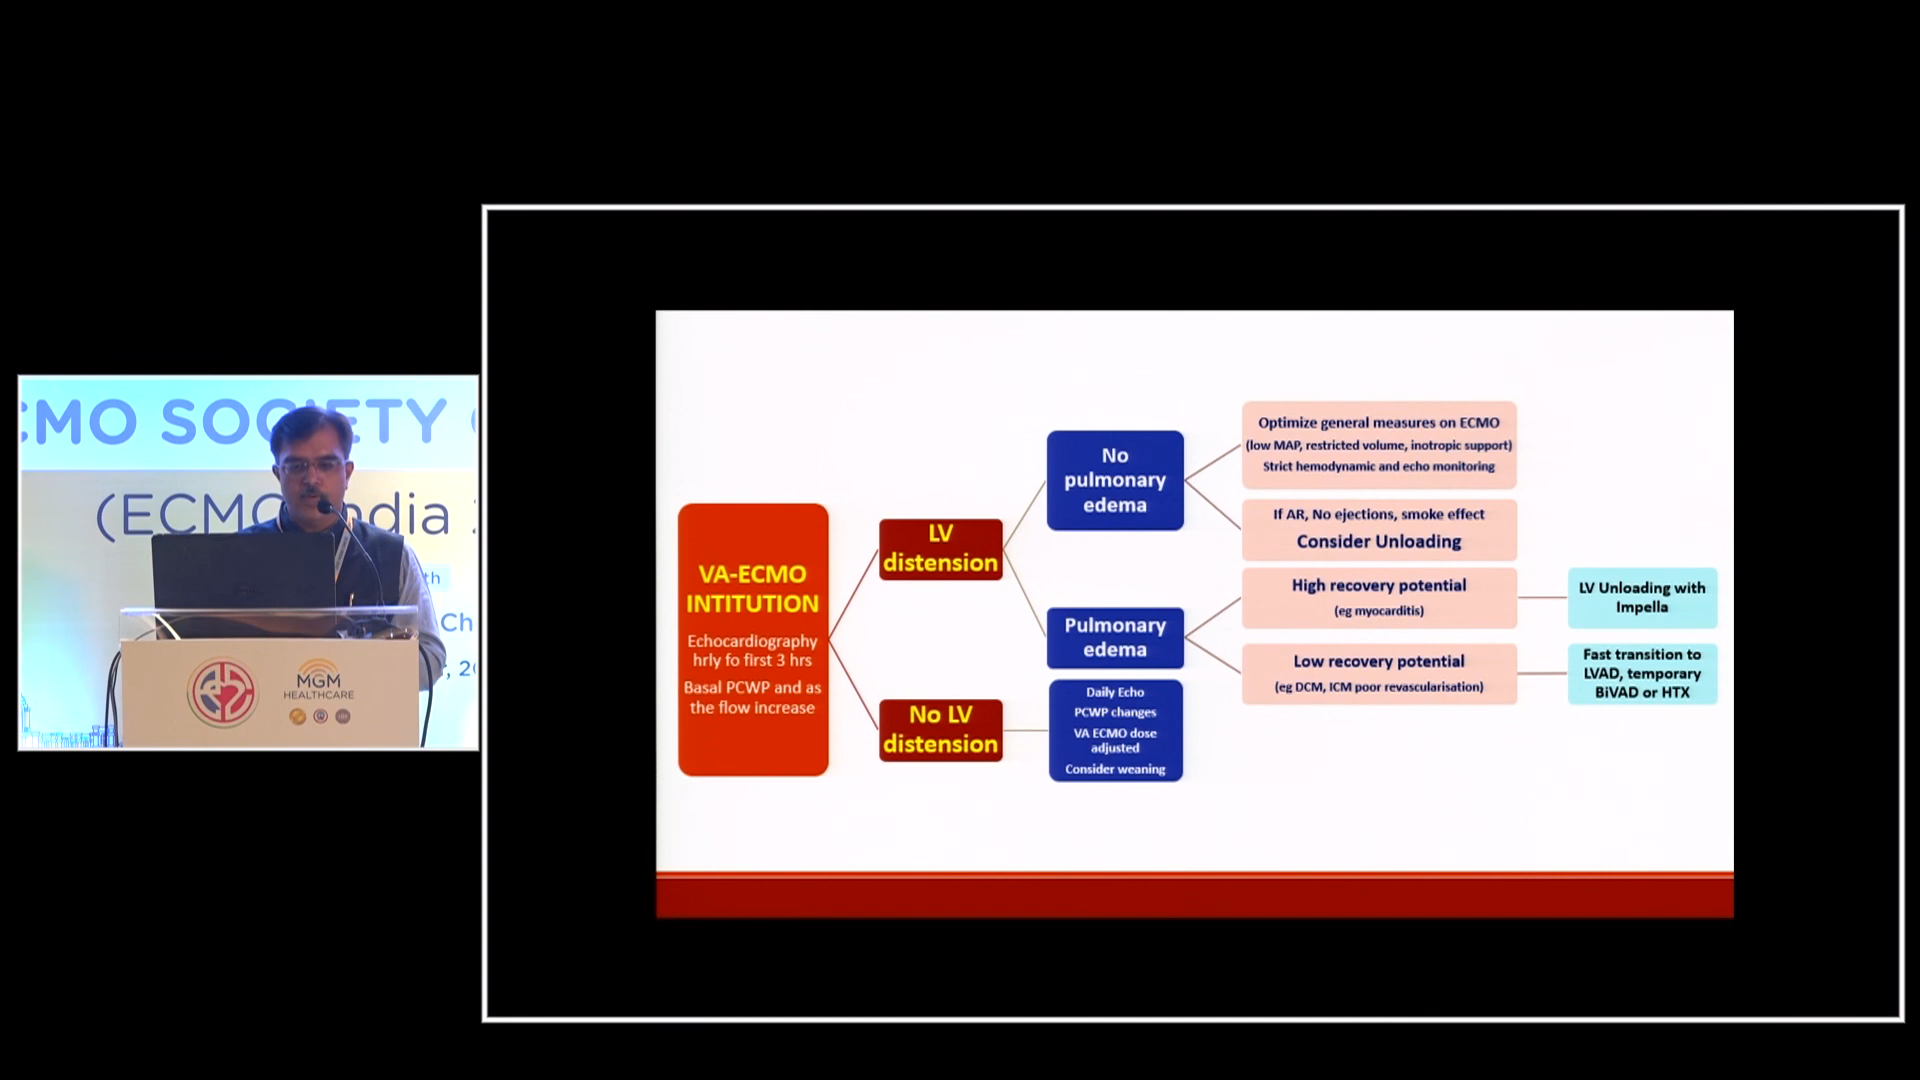 CMO SOCIETY
(ECMO India
th
Ch
, 20
MGM
HEALTHCARE
VA-ECMO
INTITUTION
Echocardiography
hrly fo first 3 hrs
Basal PCWP and as
the flow increase
LV
distension
No LV
distension
No
pulmonary
edema
Pulmonary
edema
Daily Echo
PCWP changes
VA ECMO dose
adjusted
Consider weaning
Optimize general measures on ECMO
(low MAP, restricted volume, inotropic support)
Strict hemodynamic and echo monitoring
If AR, No ejections, smoke effect
Consider Unloading
High recovery potential
(eg myocarditis)
Low recovery potential
(eg DCM, ICM poor revascularisation)
LV Unloading with
Impella
Fast transition to
LVAD, temporary
BiVAD or HTX